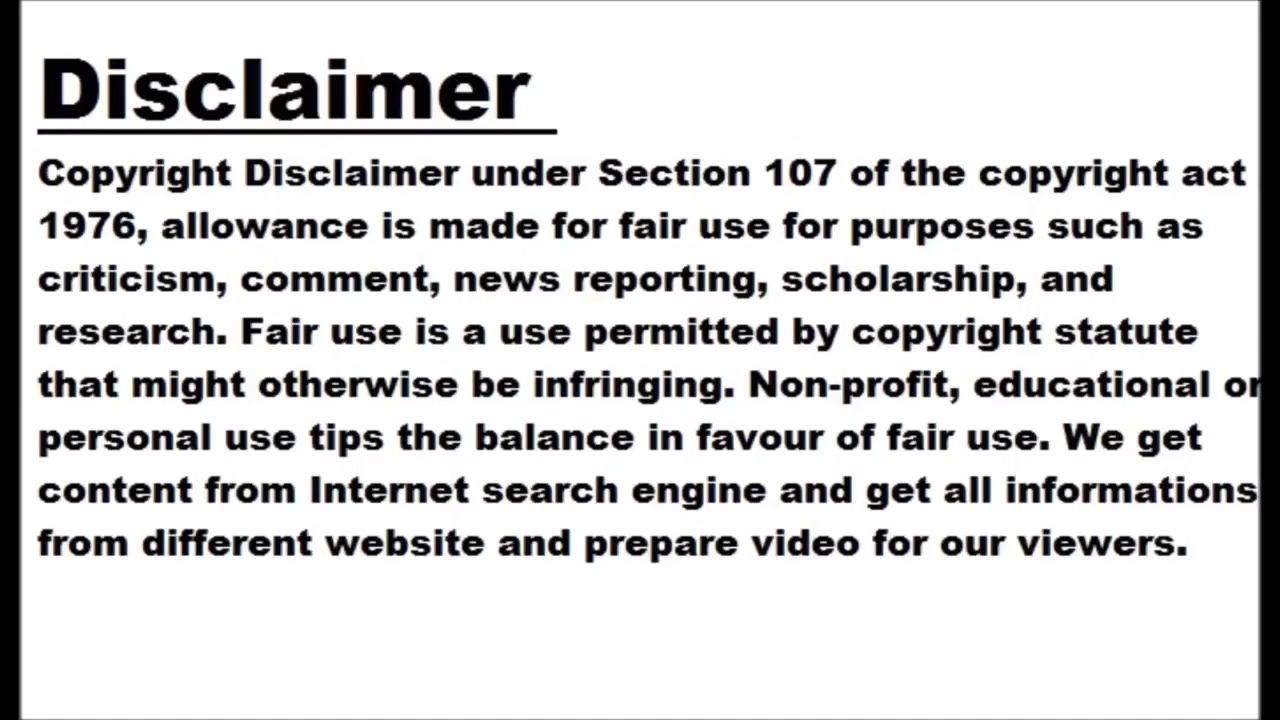 Disclaimer
Copyright Disclaimer under Section 107 of the copyright act
1976, allowance is made for fair use for purposes such as
criticism, comment, news reporting, scholarship, and
research. Fair use is a use permitted by copyright statute
that might otherwise be infringing. Non-profit, educational or
personal use tips the balance in favour of fair use. We get
content from Internet search engine and get all informations
from different website and prepare video for our viewers.